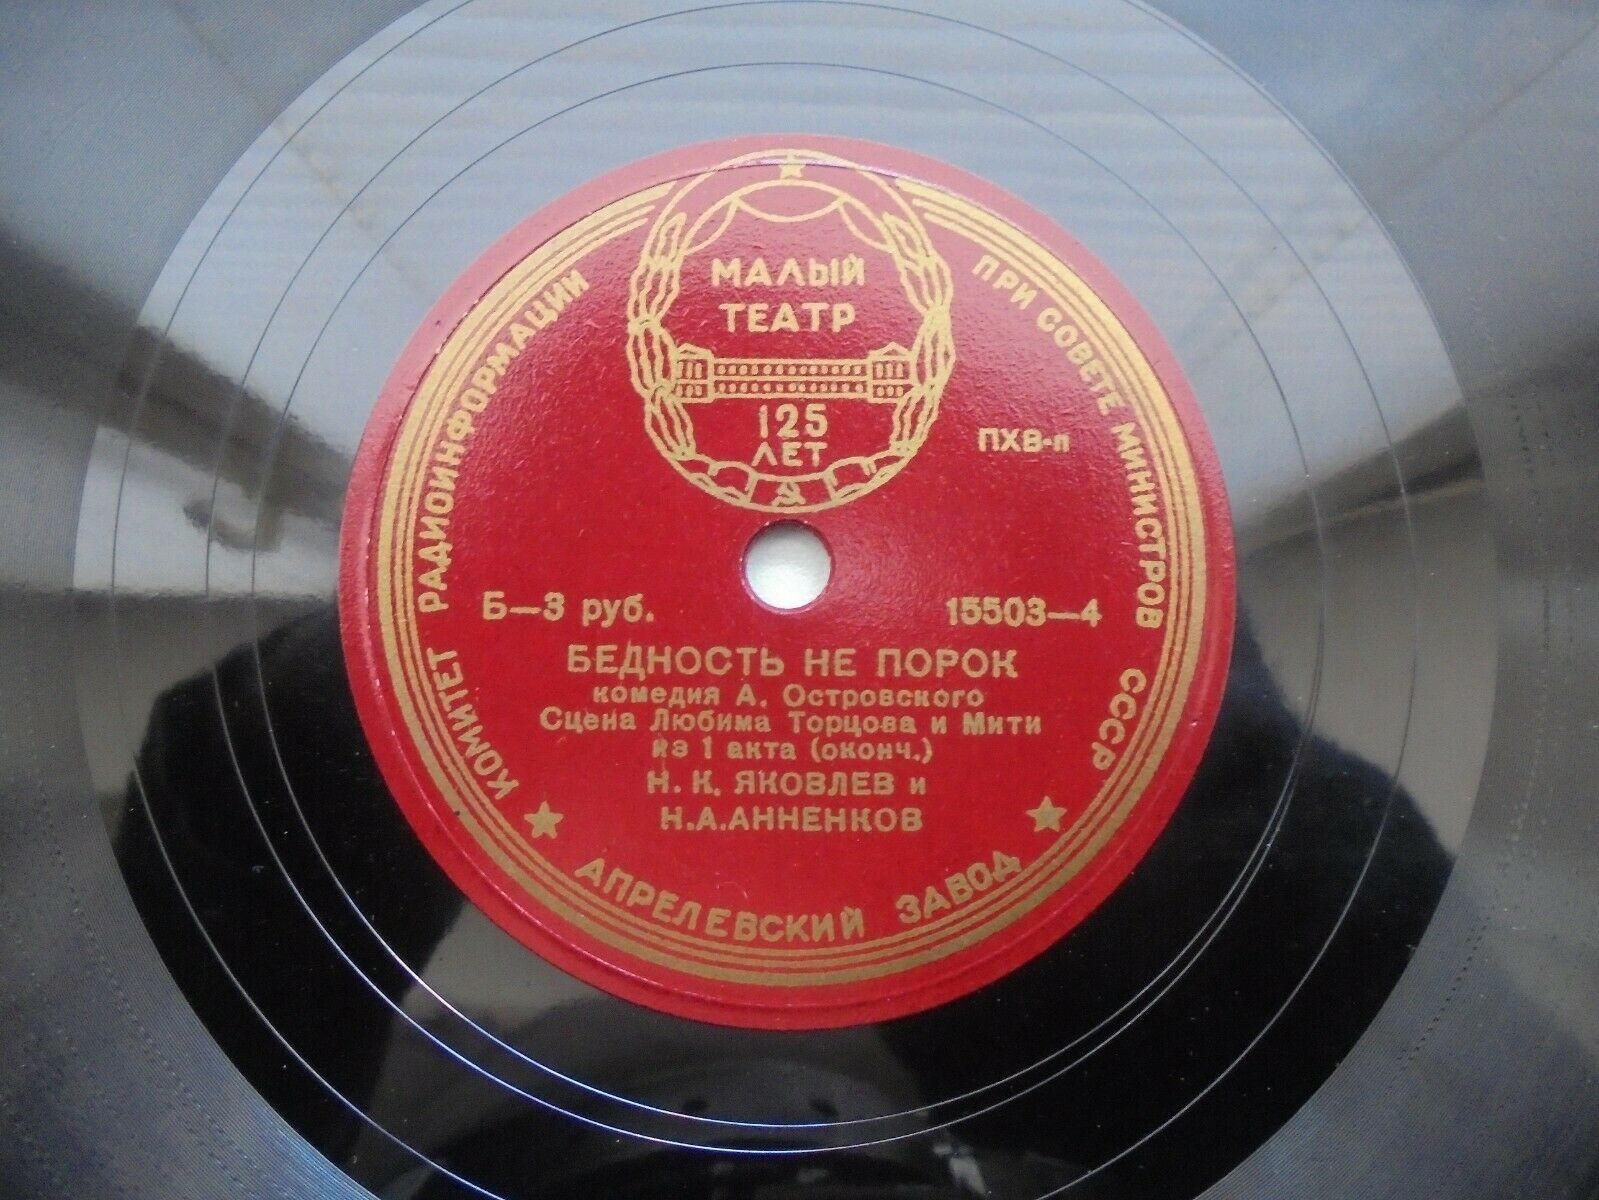 МАЛЫЙ
ТЕАТР
125
ЛЕТ
КОМИТЕТ РАДИОИНФОРМАЦИИ ПРИ СОВЕТЕ МИНИСТРОВ СССР
ПХВ-п
Б—3 руб. 15503—4
БЕДНОСТЬ НЕ ПОРОК
комедия А. Островского
Сцена Любима Торцова и Мити
из 1 акта (оконч.)
Н. К. ЯКОВЛЕВ и
Н.А.АННЕНКОВ
АПРЕЛЕВСКИЙ ЗАВОД